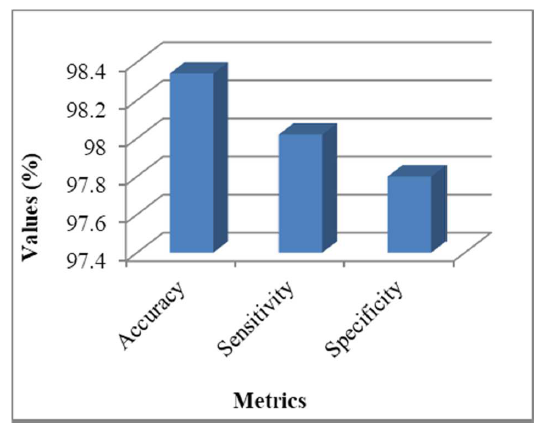 98.4
98.2
98
97.8
97.6
97.4
Values (%)
Accuracy
Sensitivity
Specificity
Metrics